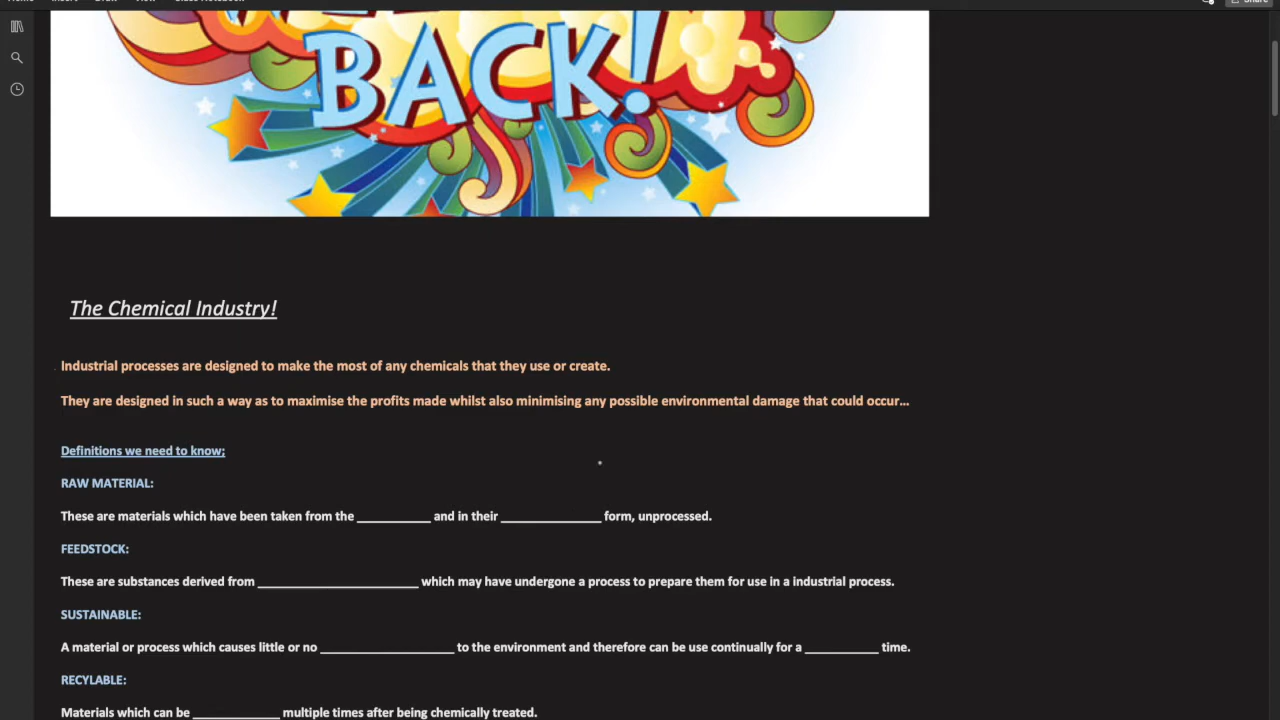 BACK!
The Chemical Industry!
Industrial processes are designed to make the most of any chemicals that they use or create.
They are designed in such a way as to maximise the profits made whilst also minimising any possible environmental damage that could occur...
Definitions we need to know;
RAW MATERIAL:
These are materials which have been taken from the __________ and in their ______________ form, unprocessed.
FEEDSTOCK:
These are substances derived from ______________________ which may have undergone a process to prepare them for use in a industrial process.
SUSTAINABLE:
A material or process which causes little or no __________________ to the environment and therefore can be use continually for a __________ time.
RECYLABLE:
Materials which can be ____________ multiple times after being chemically treated.